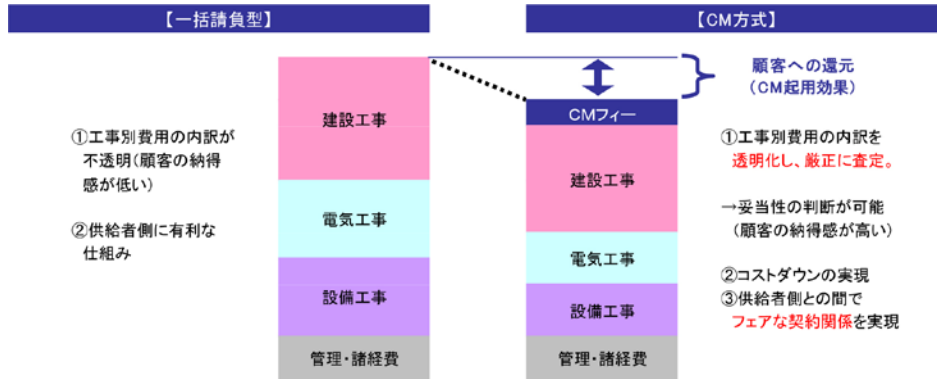 【一括請負型】
①工事別費用の内訳が
不透明(顧客の納得
感が低い)
②供給者側に有利な
仕組み
建設工事
電気工事
設備工事
管理・諸経費
【CM方式】
顧客への還元
(CM起用効果)
CMフィー
建設工事
電気工事
設備工事
管理・諸経費
①工事別費用の内訳を
透明化し、厳正に査定。
→妥当性の判断が可能
(顧客の納得感が高い)
②コストダウンの実現
③供給者側との間で
フェアな契約関係を実現